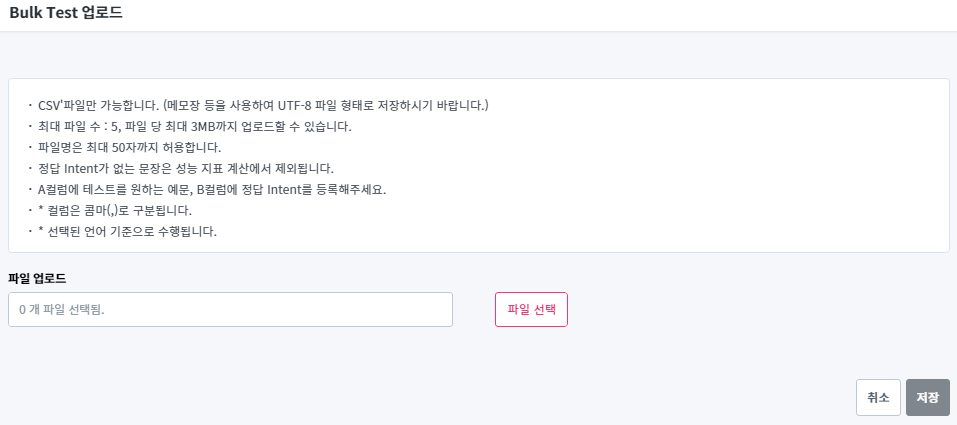 Bulk Test 업로드
· CSV'파일만 가능합니다. (메모장 등을 사용하여 UTF-8 파일 형태로 저장하시기 바랍니다.)
· 최대 파일 수 : 5, 파일 당 최대 3MB까지 업로드할 수 있습니다.
· 파일명은 최대 50자까지 허용합니다.
· 정답 Intent가 없는 문장은 성능 지표 계산에서 제외됩니다.
· A컬럼에 테스트를 원하는 예문, B컬럼에 정답 Intent를 등록해주세요.
· * 컬럼은 콤마(,)로 구분됩니다.
· * 선택된 언어 기준으로 수행됩니다.
파일 업로드
0 개 파일 선택됨.
파일 선택
취소
저장